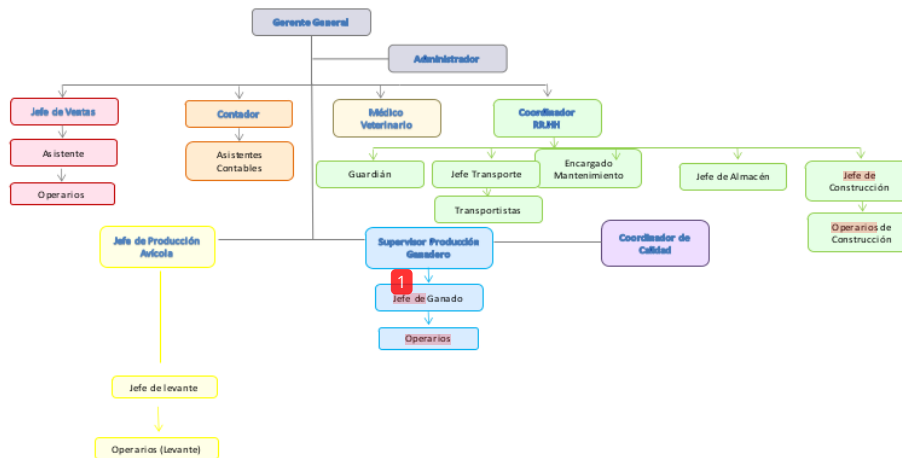 Gerente General
Administrador
Jefe de Ventas
Contador
Médico
Veterinario
Coordinador
RR.HH
Asistente
Asistentes
Contables
Guardián
Jefe Transporte
Encargado
Mantenimiento
Jefe de Almacén
Jefe de
Construcción
Operarios
Transportistas
Operarios de
Construcción
Jefe de Producción
Avícola
Supervisor Producción
Ganadero
Coordinador de
Calidad
1
Jefe de Ganado
Operarios
Jefe de levante
Operarios (Levante)